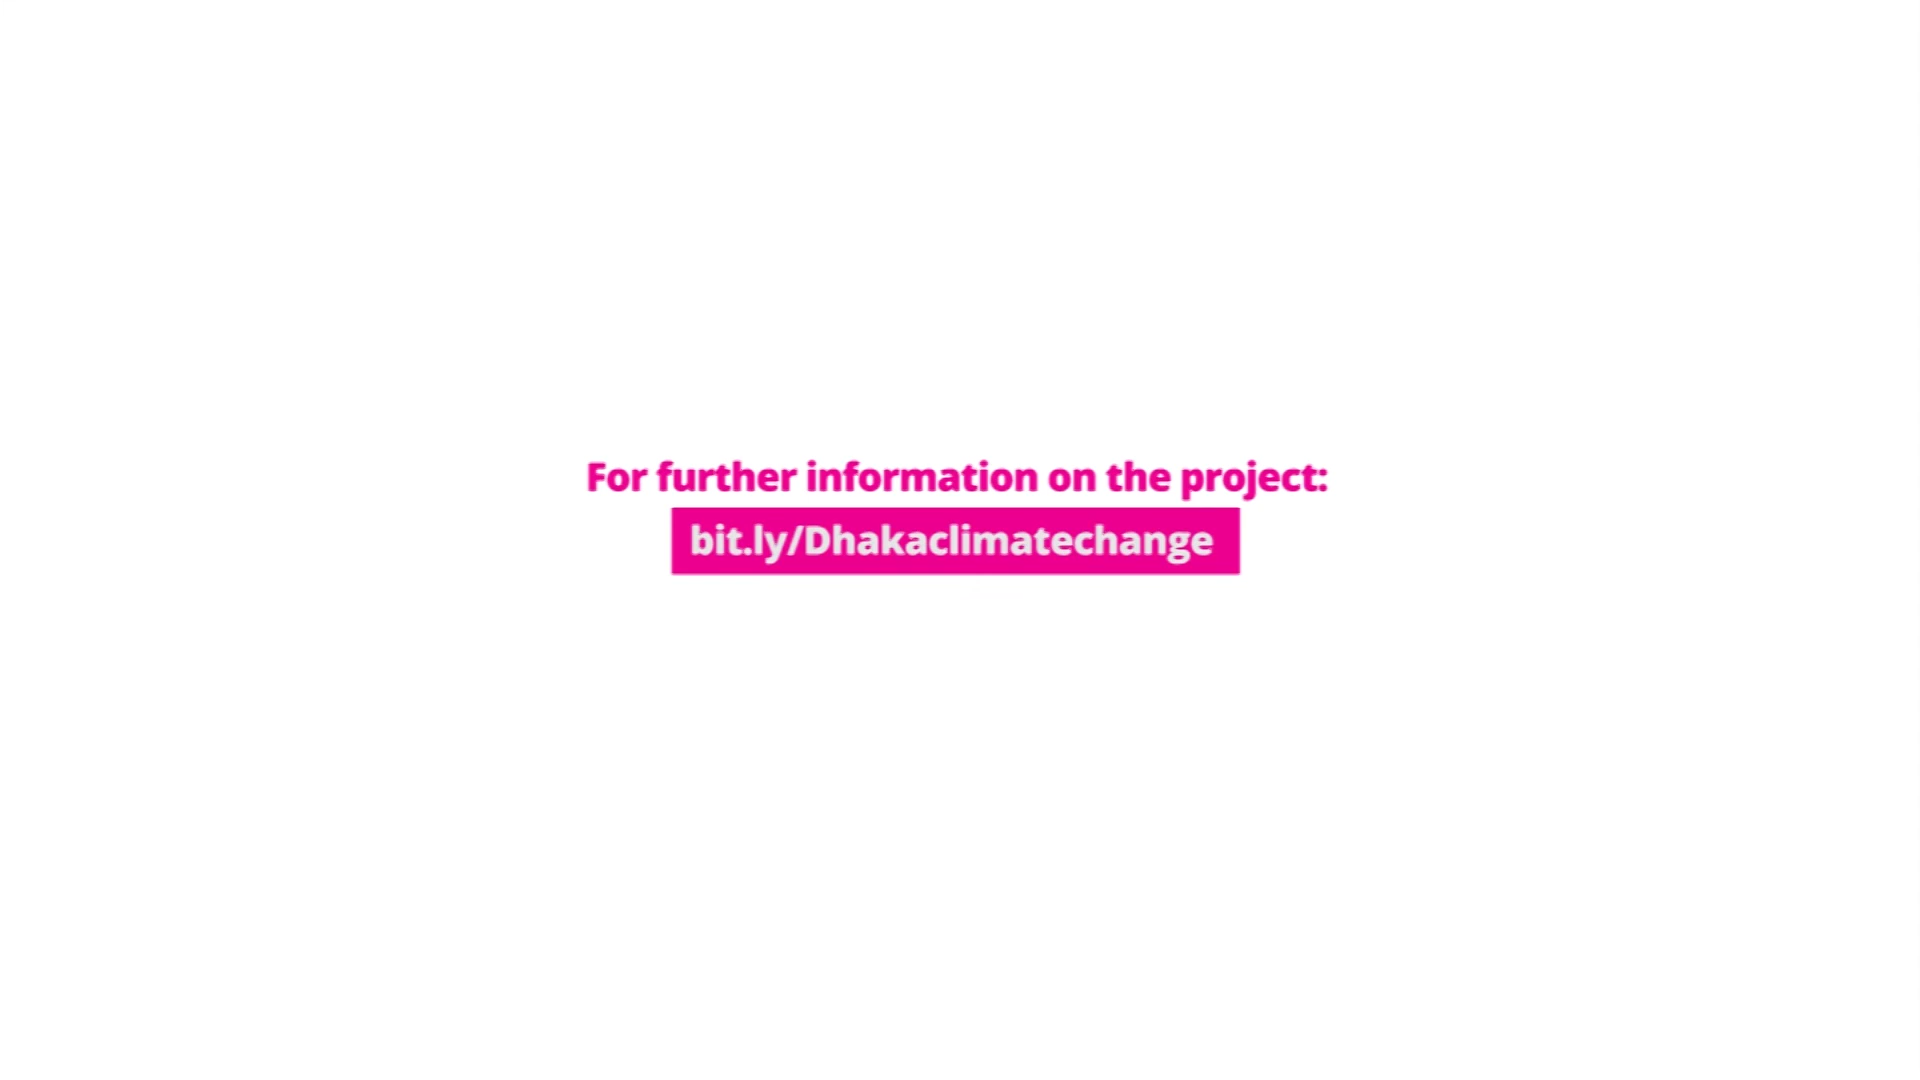 For further information on the project:
bit.ly/Dhakaclimatechange